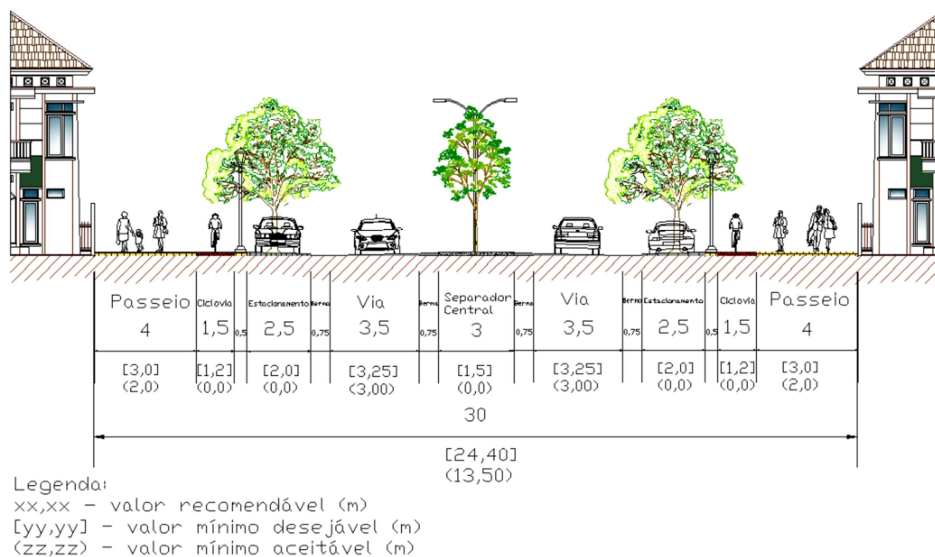 Passeio Ciclovia Estacionamento Berma Via Berma Separador Central Berma Via Berma Estacionamento Ciclovia Passeio
4 1,5 0,5 2,5 0,75 3,5 0,75 3 0,75 3,5 0,75 2,5 0,5 1,5 4
[3,0] [1,2] [2,0] [3,25] [1,5] [3,25] [2,0] [1,2] [3,0]
(2,0) (0,0) (0,0) (3,00) (0,0) (3,00) (0,0) (0,0) (2,0)
30
[24,40]
(13,50)
Legenda:
xx,xx - valor recomendável (m)
[yy,yy] - valor mínimo desejável (m)
(zz,zz) - valor mínimo aceitável (m)